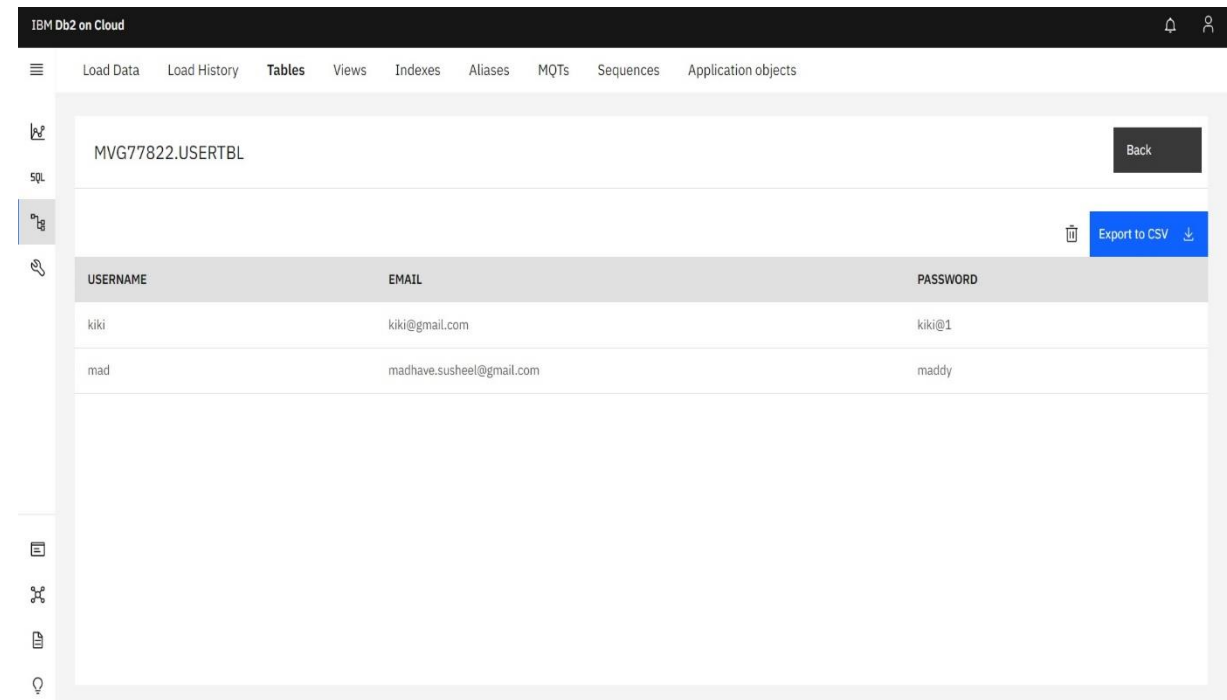 IBM Db2 on Cloud
Load Data Load History Tables Views Indexes Aliases MQTs Sequences Application objects
MVG77822.USERTBL Back
SQL
Export to CSV
USERNAME EMAIL PASSWORD
kiki kiki@gmail.com kiki@1
mad madhave.susheel@gmail.com maddy